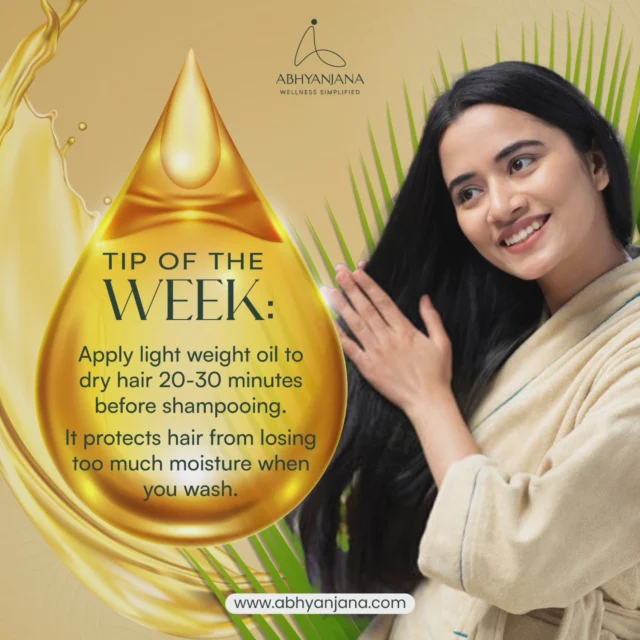 ABHYANJANA
WELLNESS SIMPLIFIED
TIP OF THE
WEEK:
Apply light weight oil to
dry hair 20-30 minutes
before shampooing.
It protects hair from losing
too much moisture when
you wash.
www.abhyanjana.com